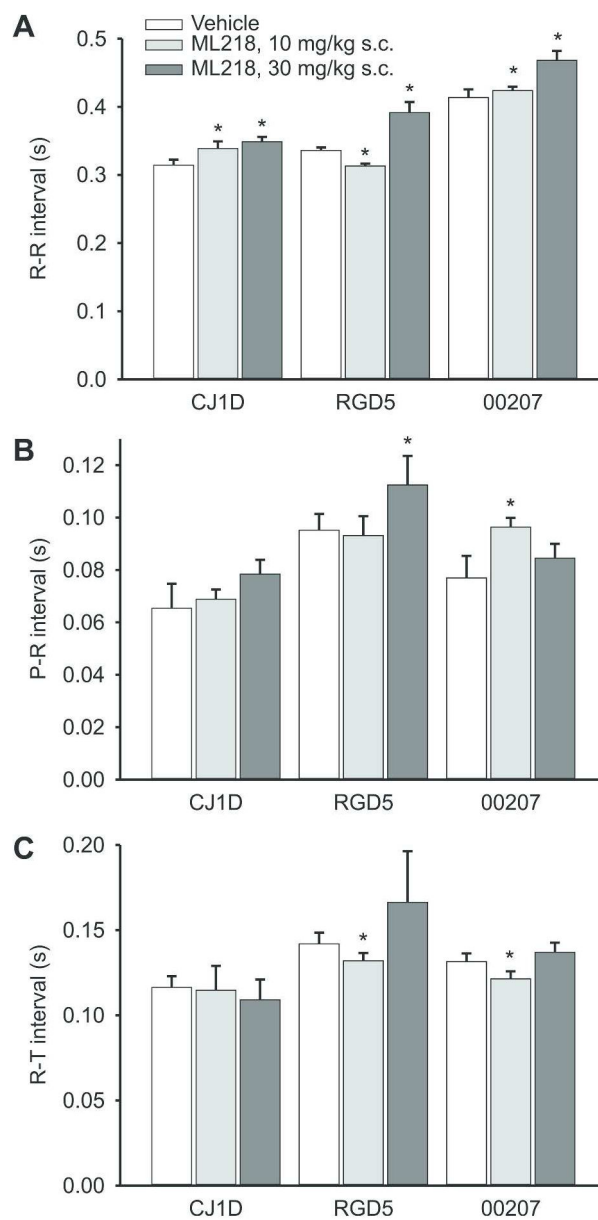 A
Vehicle
ML218, 10 mg/kg s.c.
ML218, 30 mg/kg s.c.
R-R interval (s)
0.5
0.4
0.3
0.2
0.1
0.0
* * * * * *
CJ1D RGD5 00207
B
P-R interval (s)
0.12
0.10
0.08
0.06
0.04
0.02
0.00
* *
CJ1D RGD5 00207
C
R-T interval (s)
0.20
0.15
0.10
0.05
0.00
* *
CJ1D RGD5 00207